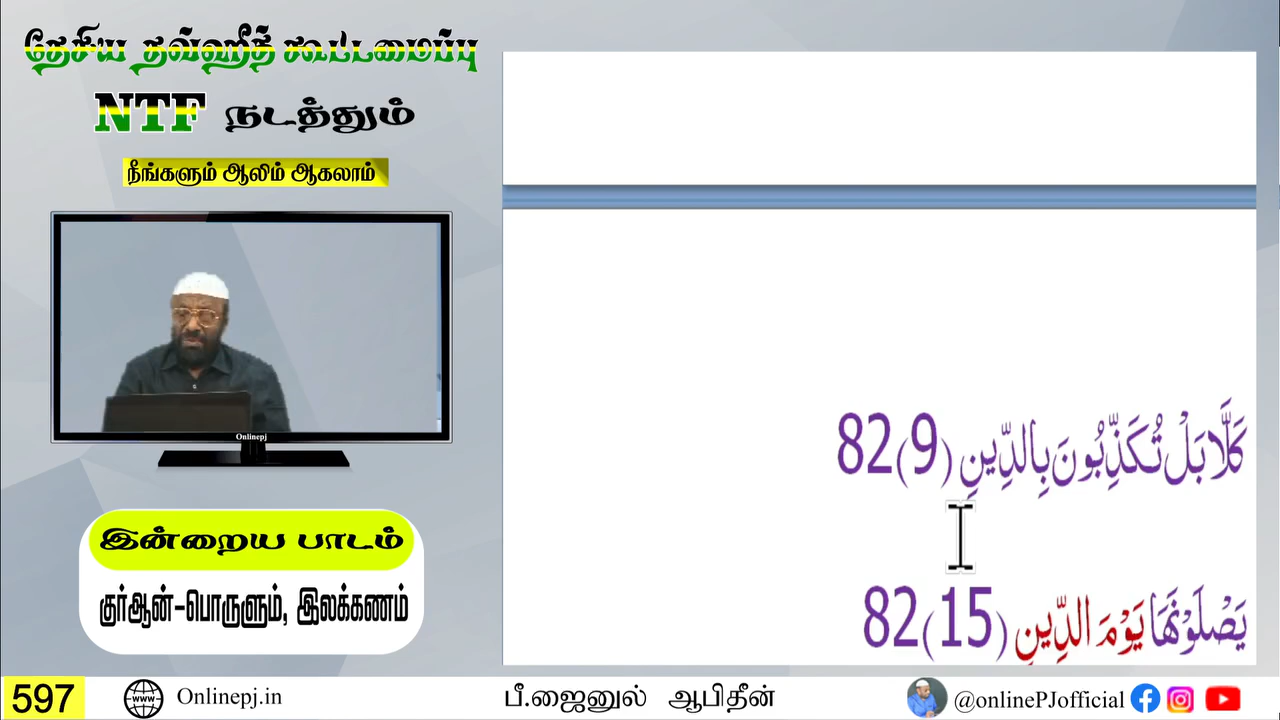 தேசிய தவ்ஹீத் கூட்டமைப்பு
NTF நடத்தும்
நீங்களும் ஆலிம் ஆகலாம்
Onlinepj
இன்றைய பாடம்
குர்ஆன்-பொருளும், இலக்கணம்
كَلَّا بَلْ تُكَذِّبُونَ بِالدِّينِ (9)82
يَصْلَوْنَهَا يَوْمَ الدِّينِ (15)82
597
www
Onlinepj.in
பீ.ஜைனுல் ஆபிதீன்
@onlinePJofficial